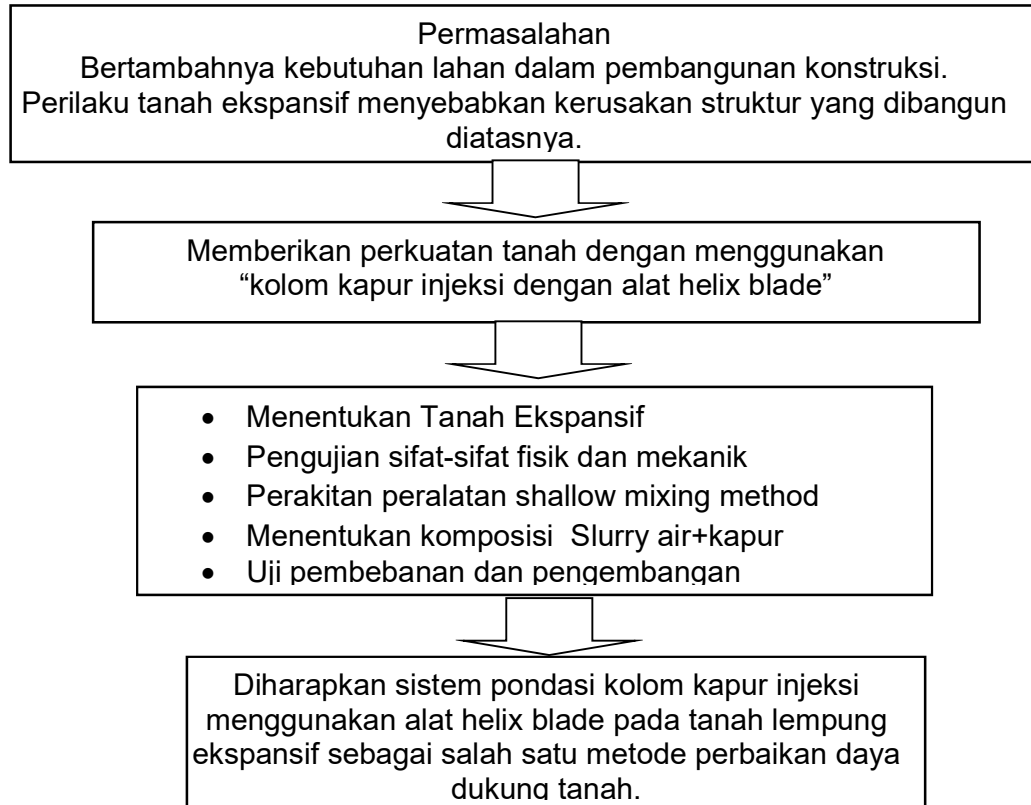 Permasalahan
Bertambahnya kebutuhan lahan dalam pembangunan konstruksi.
Perilaku tanah ekspansif menyebabkan kerusakan struktur yang dibangun
diatasnya.
Memberikan perkuatan tanah dengan menggunakan
“kolom kapur injeksi dengan alat helix blade”
• Menentukan Tanah Ekspansif
• Pengujian sifat-sifat fisik dan mekanik
• Perakitan peralatan shallow mixing method
• Menentukan komposisi Slurry air+kapur
• Uji pembebanan dan pengembangan
Diharapkan sistem pondasi kolom kapur injeksi
menggunakan alat helix blade pada tanah lempung
ekspansif sebagai salah satu metode perbaikan daya
dukung tanah.